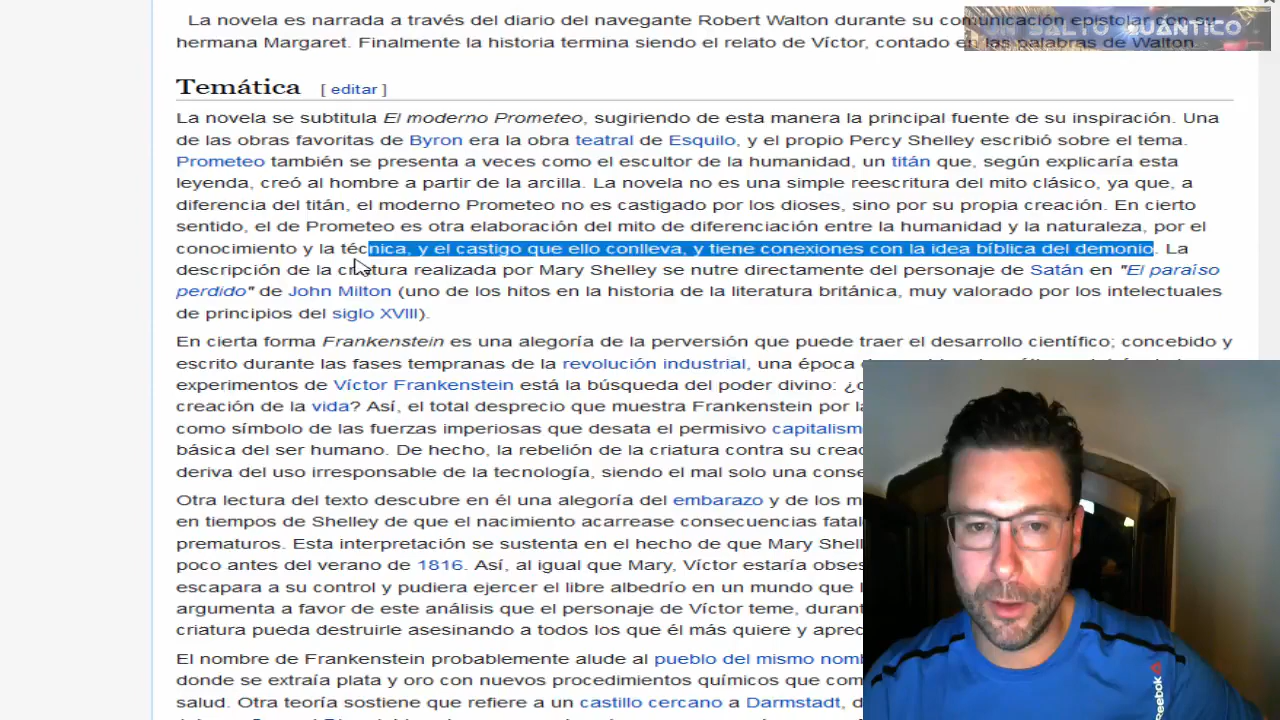 La novela es narrada a través del diario del navegante Robert Walton durante su comunicación epistolar con su
hermana Margaret. Finalmente la historia termina siendo el relato de Víctor, contado en las palabras de Walton.
UN SALTO QUÁNTICO
Temática [ editar ]
La novela se subtitula El moderno Prometeo, sugiriendo de esta manera la principal fuente de su inspiración. Una
de las obras favoritas de Byron era la obra teatral de Esquilo, y el propio Percy Shelley escribió sobre el tema.
Prometeo también se presenta a veces como el escultor de la humanidad, un titán que, según explicaría esta
leyenda, creó al hombre a partir de la arcilla. La novela no es una simple reescritura del mito clásico, ya que, a
diferencia del titán, el moderno Prometeo no es castigado por los dioses, sino por su propia creación. En cierto
sentido, el de Prometeo es otra elaboración del mito de diferenciación entre la humanidad y la naturaleza, por el
conocimiento y la técnica, y el castigo que ello conlleva, y tiene conexiones con la idea bíblica del demonio. La
descripción de la criatura realizada por Mary Shelley se nutre directamente del personaje de Satán en "El paraíso
perdido" de John Milton (uno de los hitos en la historia de la literatura británica, muy valorado por los intelectuales
de principios del siglo XVIII).
En cierta forma Frankenstein es una alegoría de la perversión que puede traer el desarrollo científico; concebido y
escrito durante las fases tempranas de la revolución industrial, una época
experimentos de Víctor Frankenstein está la búsqueda del poder divino:
creación de la vida? Así, el total desprecio que muestra Frankenstein por
como símbolo de las fuerzas imperiosas que desata el permisivo
básica del ser humano. De hecho, la rebelión de la criatura contra su
deriva del uso irresponsable de la tecnología, siendo el mal solo una
Otra lectura del texto descubre en él una alegoría del embarazo y de los
en tiempos de Shelley de que el nacimiento acarrease consecuencias
prematuros. Esta interpretación se sustenta en el hecho de que Mary
poco antes del verano de 1816. Así, al igual que Mary, Víctor estaría
escapara a su control y pudiera ejercer el libre albedrío en un mundo que
argumenta a favor de este análisis que el personaje de Víctor teme,
criatura pueda destruirle asesinando a todos los que él más quiere y
El nombre de Frankenstein probablemente alude al pueblo del mismo
donde se extraía plata y oro con nuevos procedimientos químicos que
salud. Otra teoría sostiene que refiere a un castillo cercano a Darmstadt,
Reebok